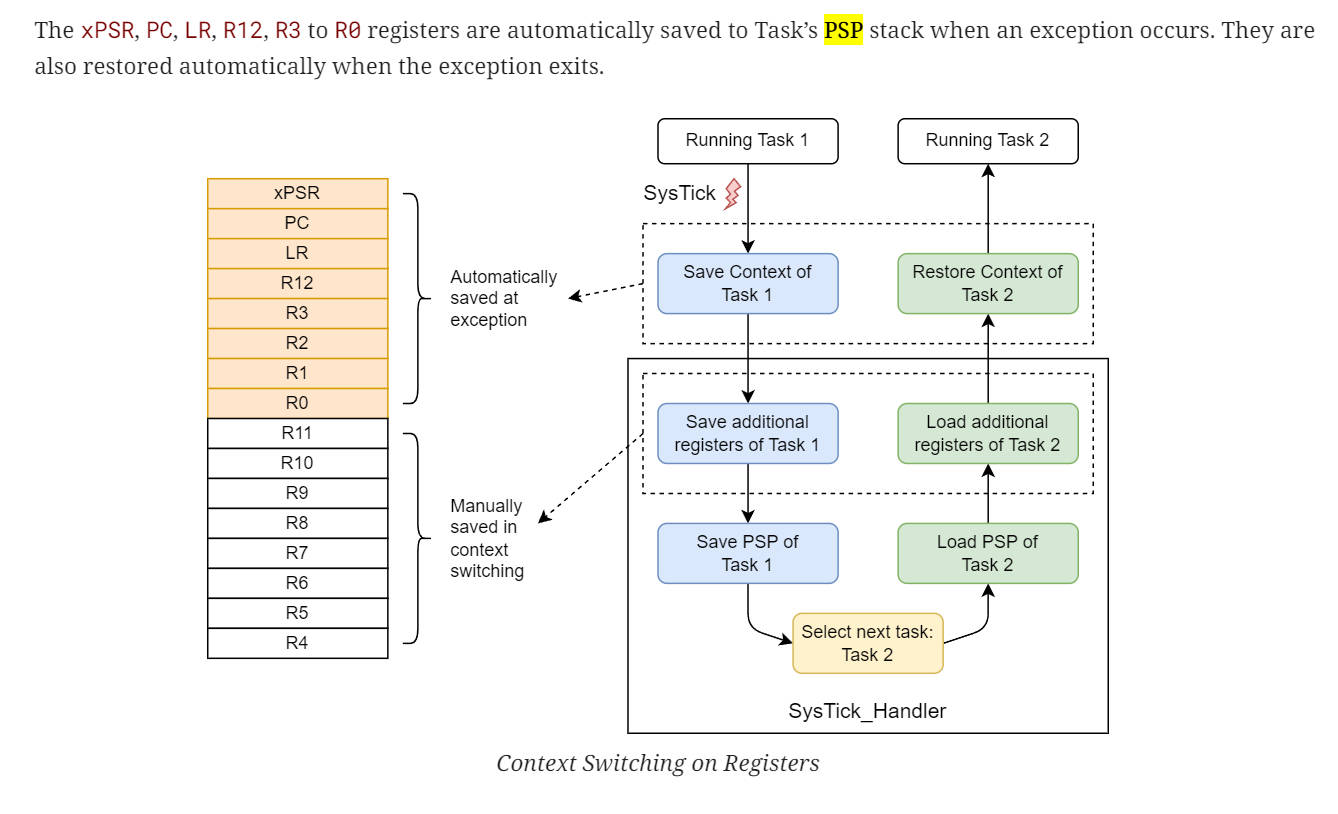 The xPSR, PC, LR, R12, R3 to R0 registers are automatically saved to Task’s PSP stack when an exception occurs. They are
also restored automatically when the exception exits.
Running Task 1
Running Task 2
SysTick
xPSR
PC
LR
R12
R3
R2
R1
R0
R11
R10
R9
R8
R7
R6
R5
R4
Automatically
saved at
exception
Manually
saved in
context
switching
Save Context of
Task 1
Restore Context of
Task 2
Save additional
registers of Task 1
Load additional
registers of Task 2
Save PSP of
Task 1
Load PSP of
Task 2
Select next task:
Task 2
SysTick_Handler
Context Switching on Registers